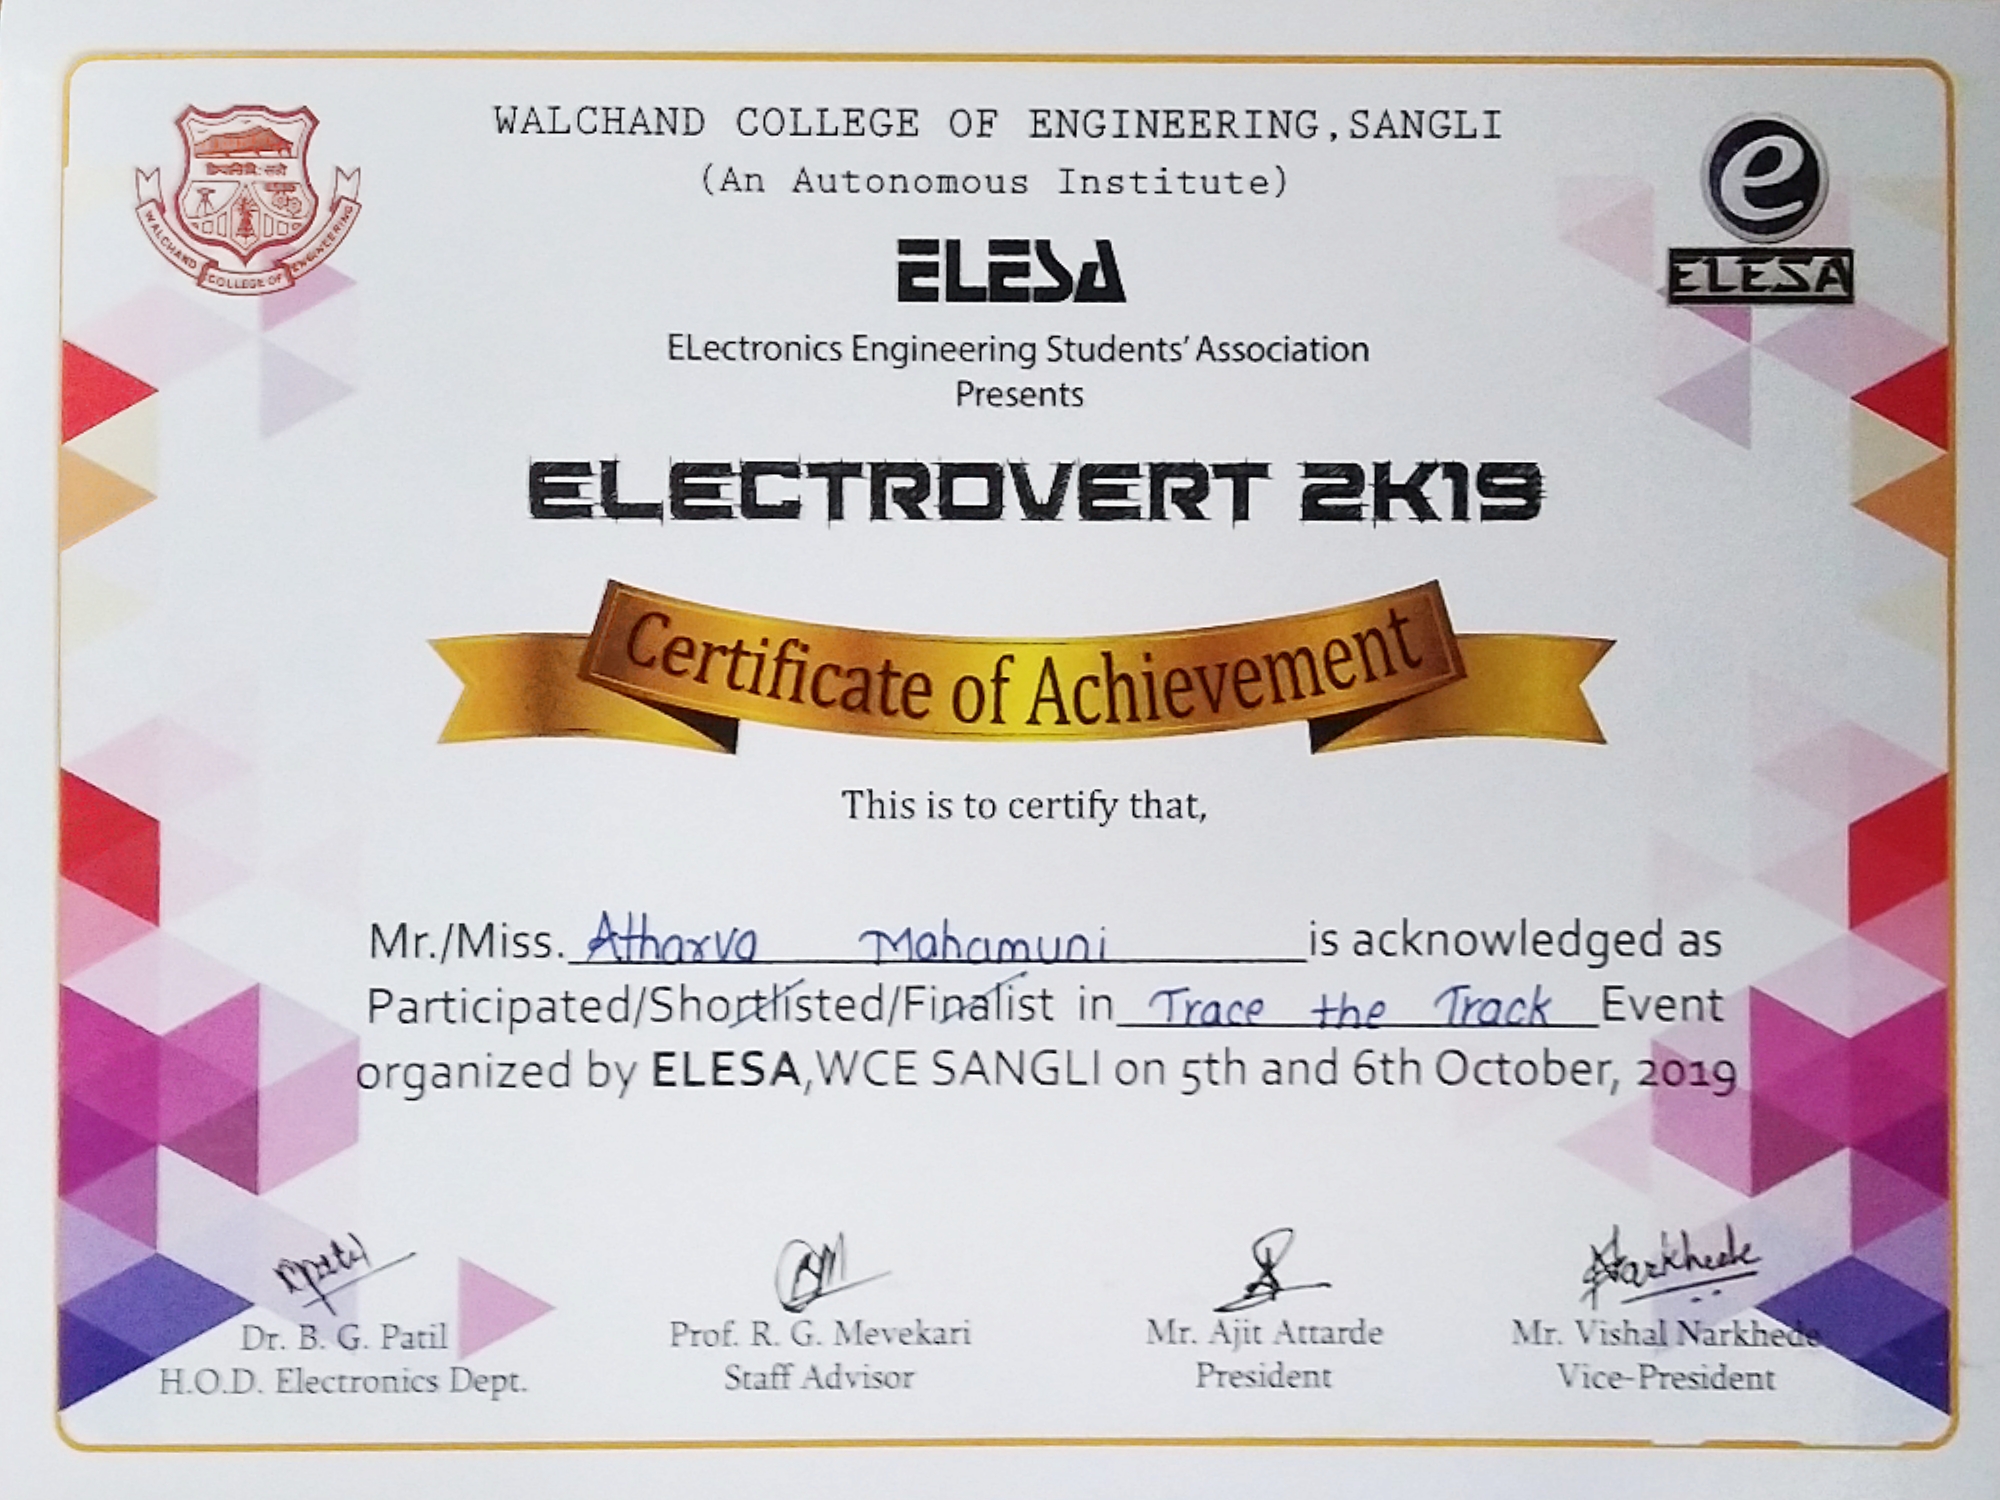 WALCHAND COLLEGE OF ENGINEERING,SANGLI
(An Autonomous Institute)
WALCHAND COLLEGE OF ENGINEERING
e
ELESA
ELESA
ELectronics Engineering Students' Association
Presents
ELECTROVERT 2K19
Certificate of Achievement
This is to certify that,
Mr./Miss. Atharva Mahamuni is acknowledged as
Participated/Shortlisted/Finalist in Trace the Track Event
organized by ELESA,WCE SANGLI on 5th and 6th October, 2019
Narkhede
Dr. B. G. Patil Prof. R. G. Mevekari Mr. Ajit Attarde Mr. Vishal Narkhede
H.O.D. Electronics Dept. Staff Advisor President Vice-President